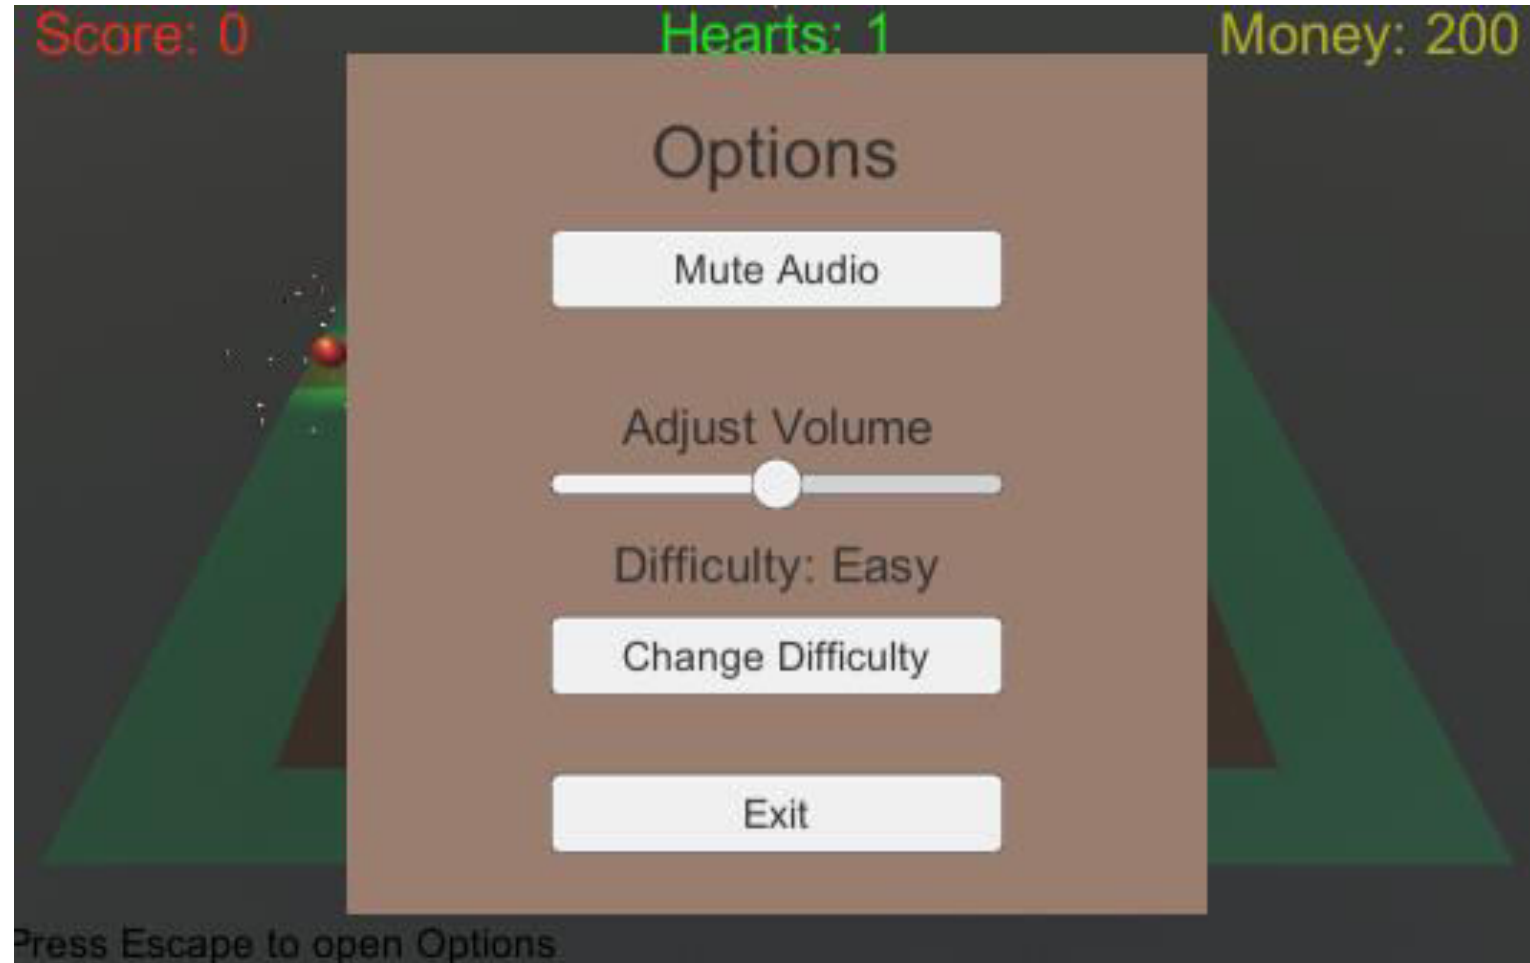 Score: 0
Hearts: 1
Money: 200
Options
Mute Audio
Adjust Volume
Difficulty: Easy
Change Difficulty
Exit
Press Escape to open Options